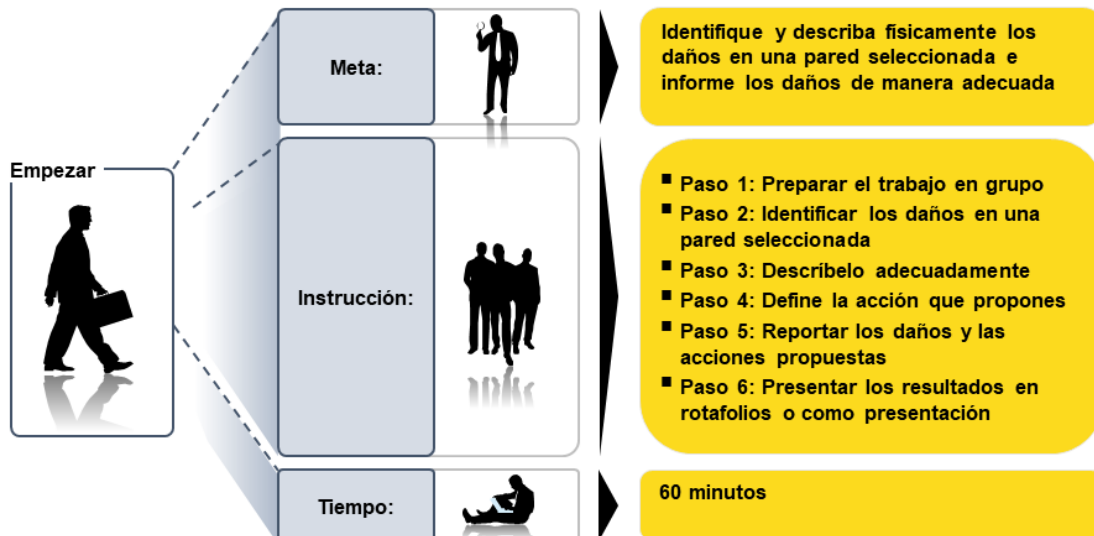 Empezar
Meta:
Identifique y describa físicamente los
daños en una pared seleccionada e
informe los daños de manera adecuada
Instrucción:
▪ Paso 1: Preparar el trabajo en grupo
▪ Paso 2: Identificar los daños en una
pared seleccionada
▪ Paso 3: Descríbelo adecuadamente
▪ Paso 4: Define la acción que propones
▪ Paso 5: Reportar los daños y las
acciones propuestas
▪ Paso 6: Presentar los resultados en
rotafolios o como presentación
Tiempo:
60 minutos